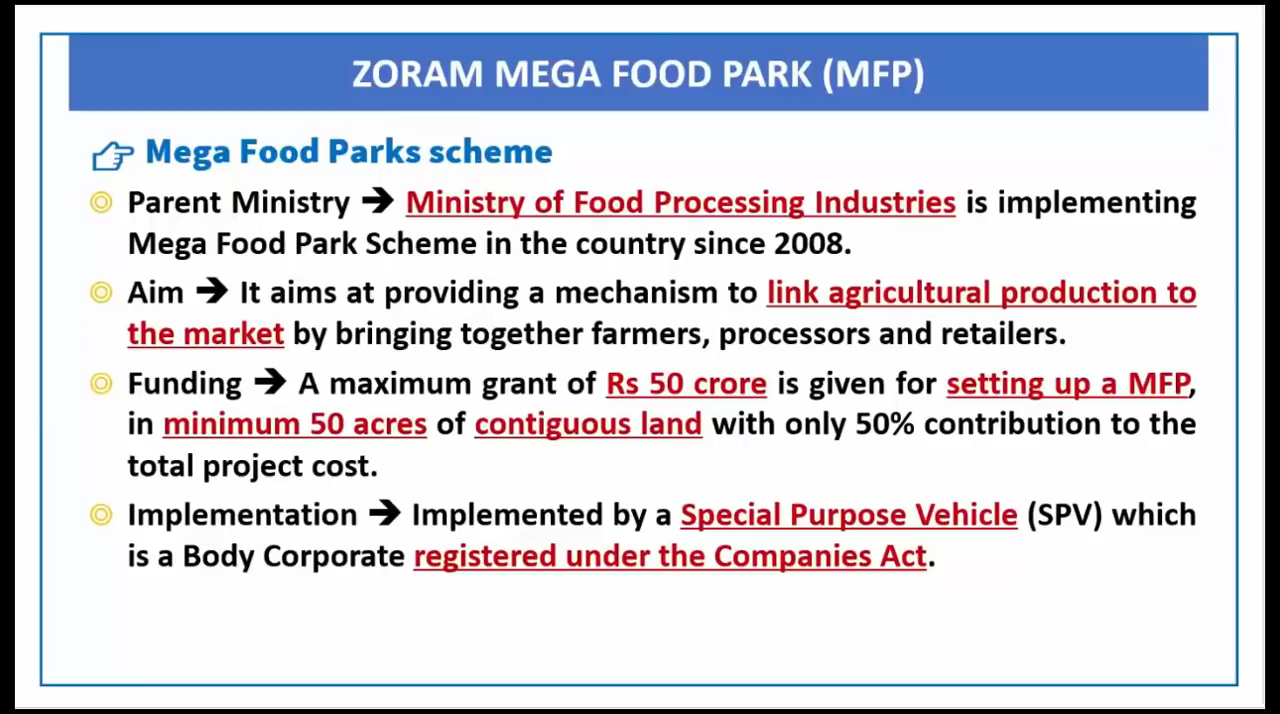 ZORAM MEGA FOOD PARK (MFP)
Mega Food Parks scheme
Parent Ministry ➔ Ministry of Food Processing Industries is implementing
Mega Food Park Scheme in the country since 2008.
Aim ➔ It aims at providing a mechanism to link agricultural production to
the market by bringing together farmers, processors and retailers.
Funding ➔ A maximum grant of Rs 50 crore is given for setting up a MFP,
in minimum 50 acres of contiguous land with only 50% contribution to the
total project cost.
Implementation ➔ Implemented by a Special Purpose Vehicle (SPV) which
is a Body Corporate registered under the Companies Act.